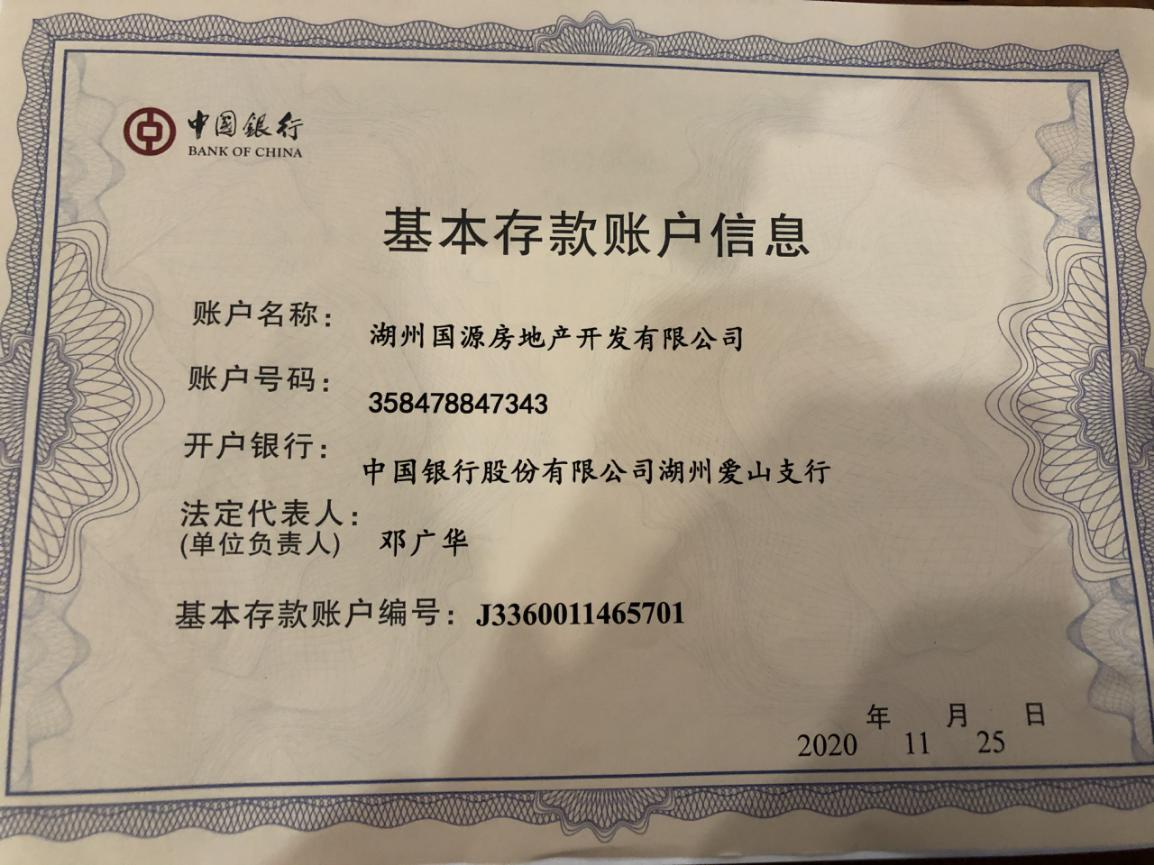 中国银行
BANK OF CHINA
基本存款账户信息
账户名称：
湖州国源房地产开发有限公司
账户号码：
358478847343
开户银行：
中国银行股份有限公司湖州爱山支行
法定代表人：
(单位负责人) 邓广华
基本存款账户编号：J3360011465701
年 月 日
2020 11 25